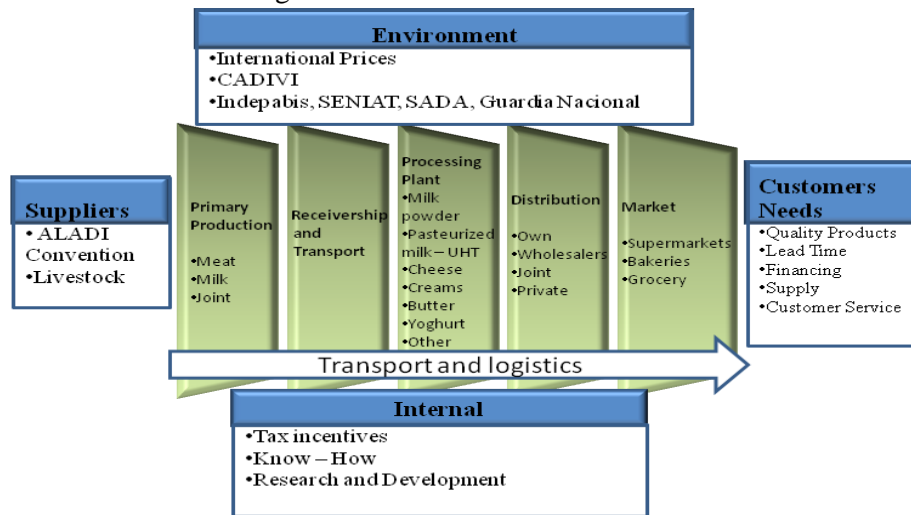 Environment
•International Prices
•CADIVI
•Indepabis, SENIAT, SADA, Guardia Nacional
Suppliers
• ALADI
Convention
•Livestock
Primary
Production
•Meat
•Milk
•Joint
Receivership
and
Transport
Processing
Plant
•Milk
powder
•Pasteurized
milk – UHT
•Cheese
•Creams
•Butter
•Yoghurt
•Other
Distribution
•Own
•Wholesalers
•Joint
•Private
Market
•Supermarkets
•Bakeries
•Grocery
Customers
Needs
•Quality Products
•Lead Time
•Financing
•Supply
•Customer Service
Transport and logistics
Internal
•Tax incentives
•Know – How
•Research and Development